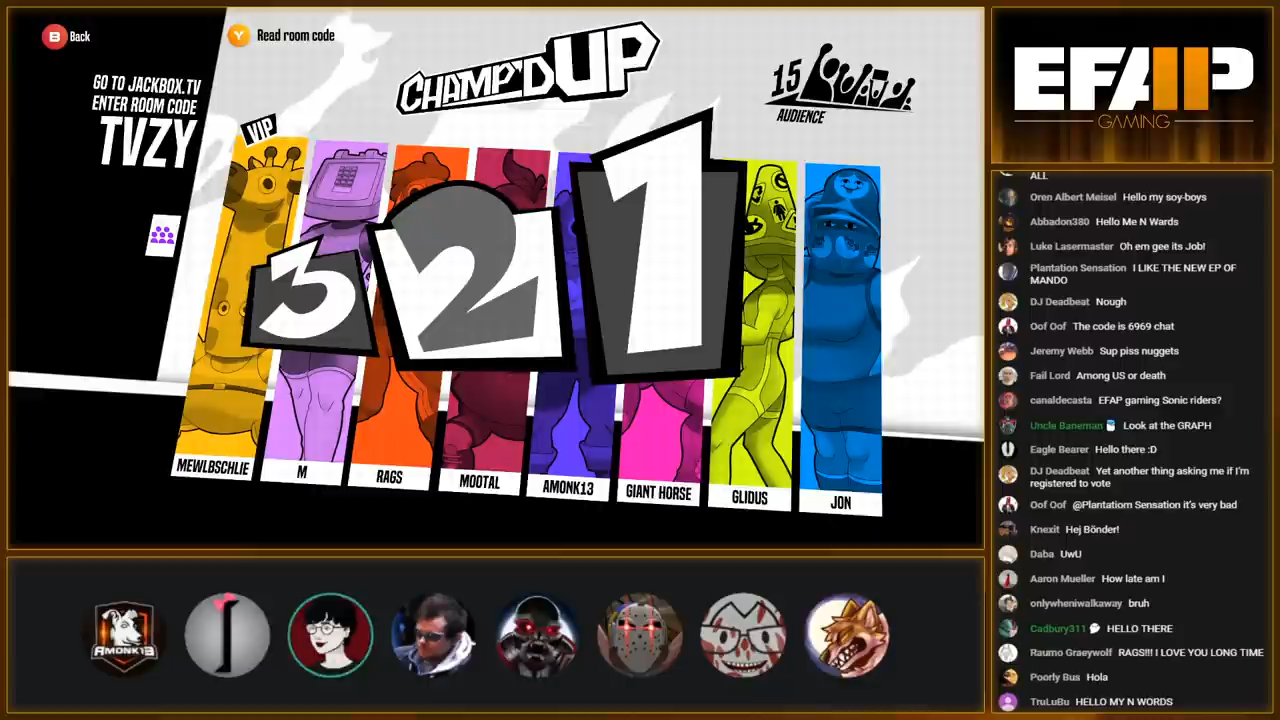 B Back
Y Read room code
GO TO JACKBOX.TV
ENTER ROOM CODE
TVZY
CHAMP'D UP
15
AUDIENCE
VIP
3 2 1
MEWLBSCHLIE
M
RAGS
MOOTAL
AMONK13
GIANT HORSE
GLIDUS
JON
AMONK13
EFAP
GAMING
ALL
Oren Albert Meisel Hello my soy-boys
Abbadon380 Hello Me N Wards
Luke Lasermaster Oh em gee its Job!
Plantation Sensation I LIKE THE NEW EP OF
MANDO
DJ Deadbeat Nough
Oof Oof The code is 6969 chat
Jeremy Webb Sup piss nuggets
Fail Lord Among US or death
canaldecasta EFAP gaming Sonic riders?
Uncle Baneman Look at the GRAPH
Eagle Bearer Hello there :D
DJ Deadbeat Yet another thing asking me if I'm
registered to vote
Oof Oof @Plantatiom Sensation it's very bad
Knexit Hej Bönder!
Daba UwU
Aaron Mueller How late am I
onlywheniwalkaway bruh
Cadbury311 HELLO THERE
Raumo Graeywolf RAGS!!! I LOVE YOU LONG TIME
Poorly Bus Hola
TruLuBu HELLO MY N WORDS